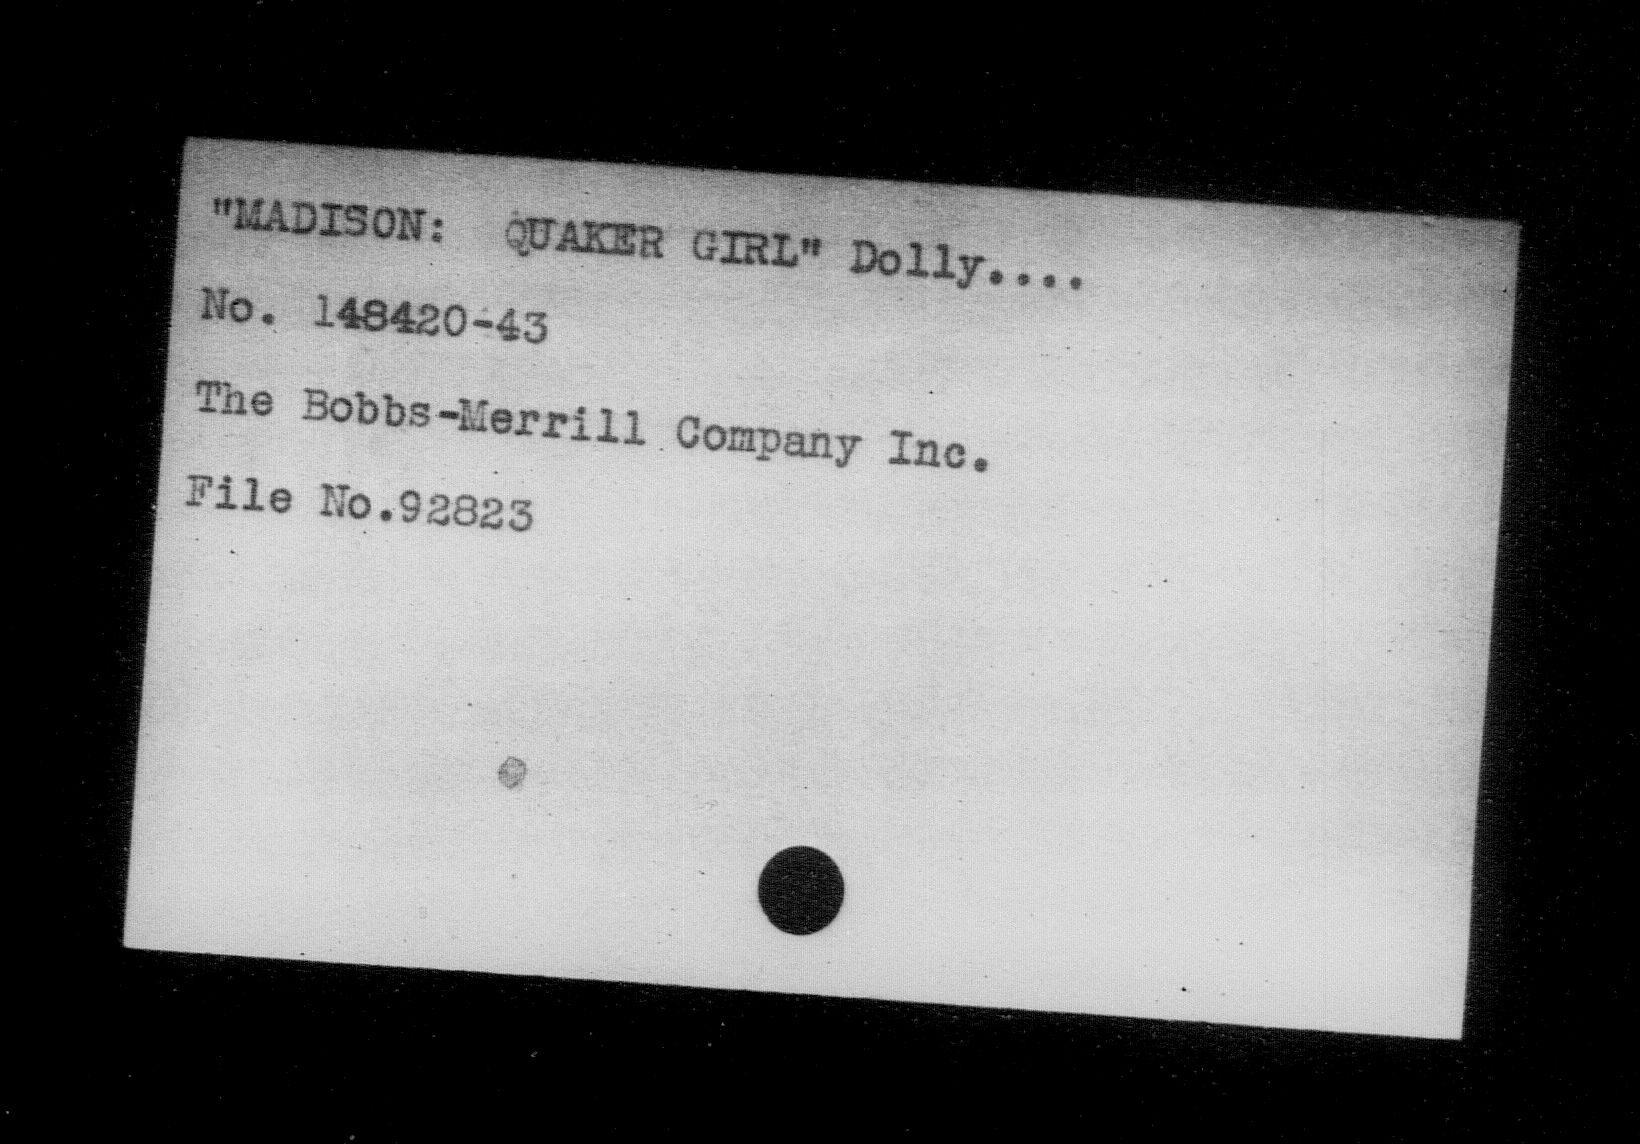 "MADISON:  QUAKER GIRL" Dolly....
No. 148420-43
The Bobbs-Merrill Company Inc.
File No.92823